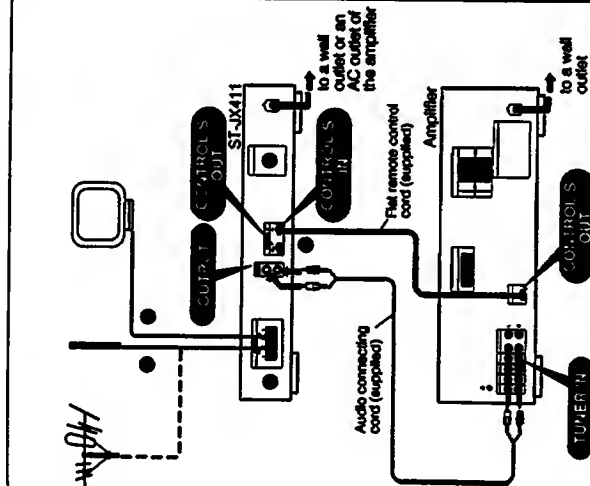 ST-JX411
to a wall
outlet or an
AC outlet of
the amplifier
CONTROL S
OUT
CONTROL S
IN
OUTPUT
Flat remote control
cord (supplied)
Audio connecting
cord (supplied)
Amplifier
to a wall
outlet
CONTROL S
OUT
TUNER IN